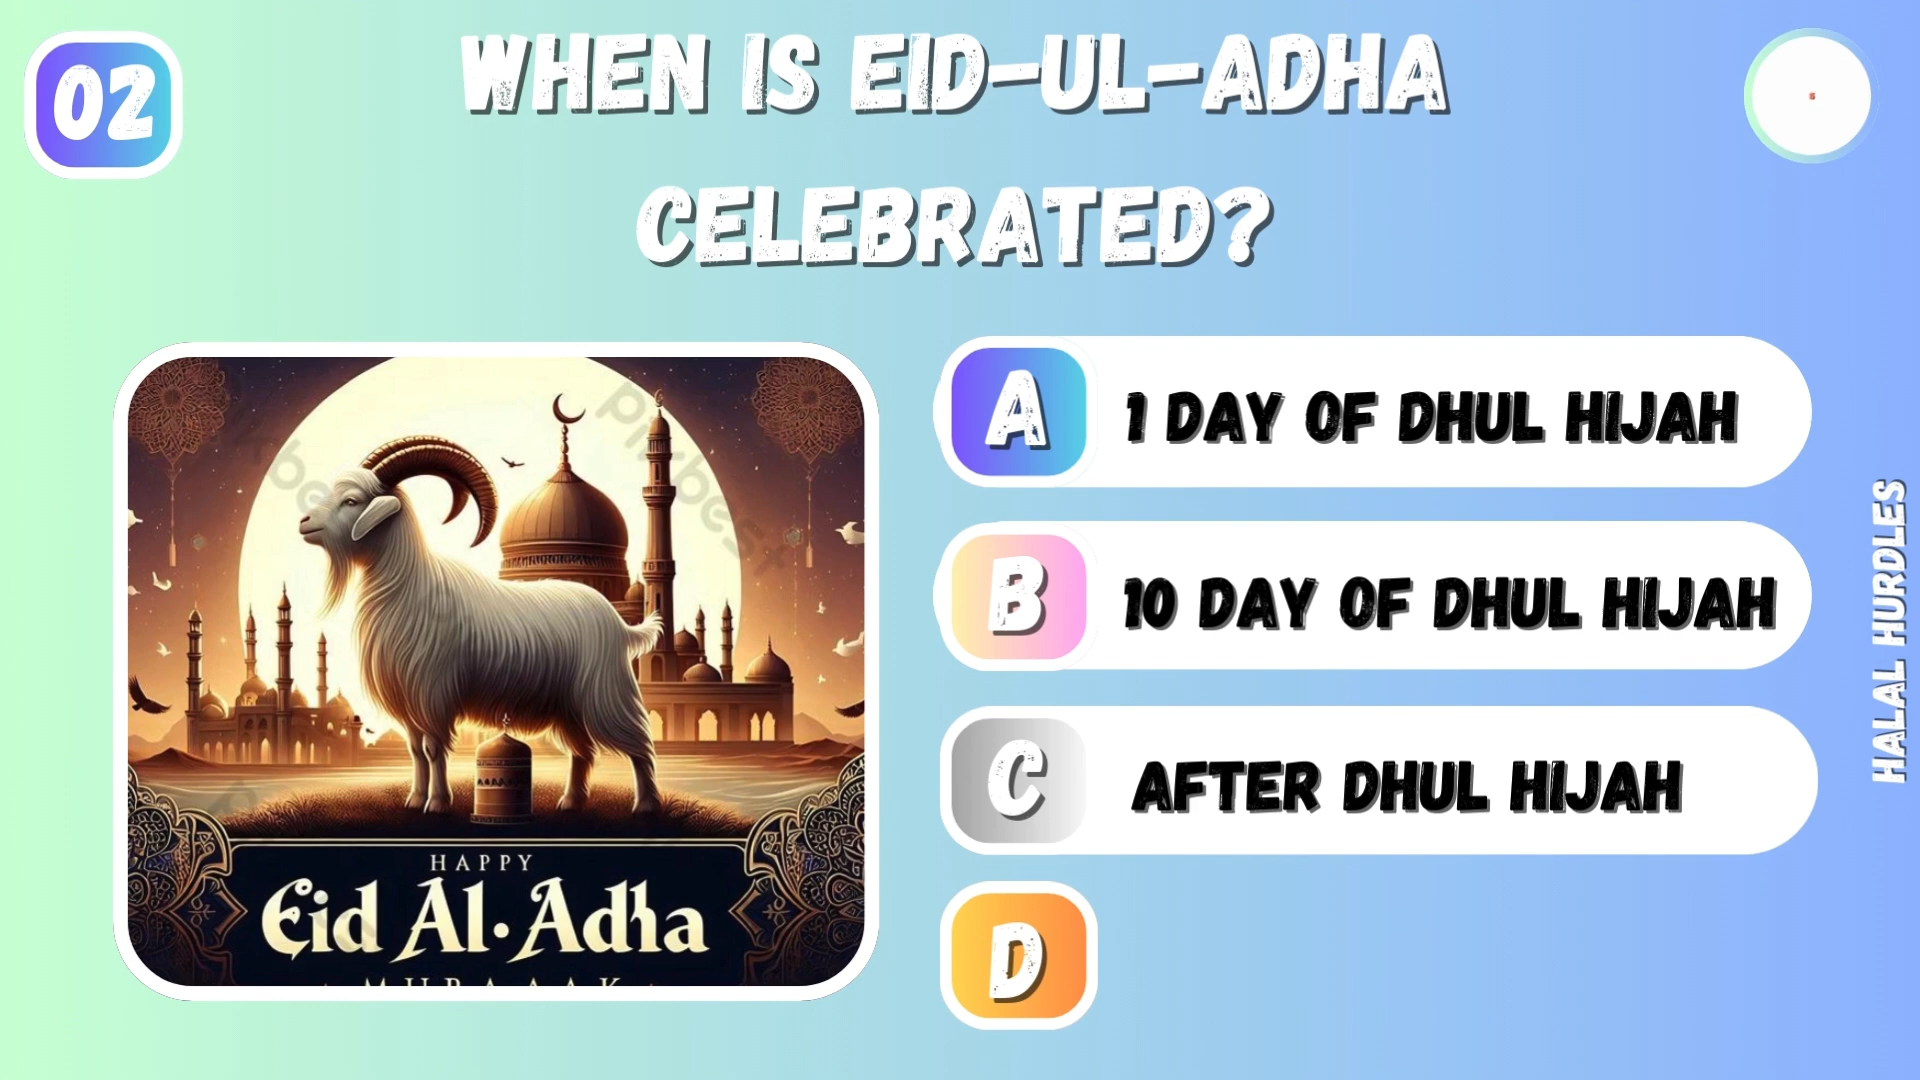 02
WHEN IS EID-UL-ADHA
CELEBRATED?
A
1 DAY OF DHUL HIJAH
B
10 DAY OF DHUL HIJAH
C
AFTER DHUL HIJAH
D
HAPPY
Eid Al·Adha
HALAL HURDLES